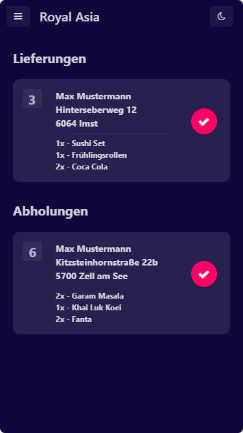 Royal Asia
Lieferungen
3
Max Mustermann
Hinterseberweg 12
6064 Imst
1x - Sushi Set
1x - Frühlingsrollen
2x - Coca Cola
Abholungen
6
Max Mustermann
Kitzsteinhornstraße 22b
5700 Zell am See
2x - Garam Masala
1x - Khai Luk Koei
2x - Fanta